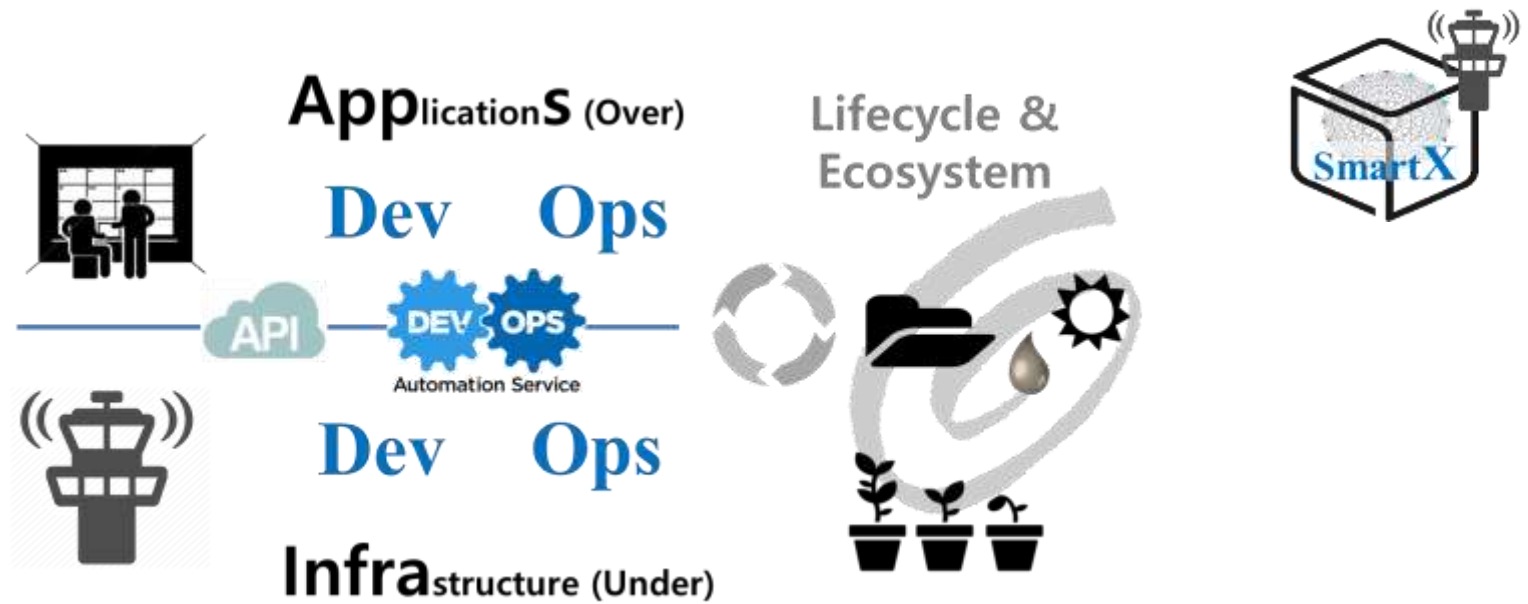 Applications (Over)
Dev Ops
API
DEV OPS
Automation Service
Dev Ops
Infrastructure (Under)
Lifecycle &
Ecosystem
SmartX